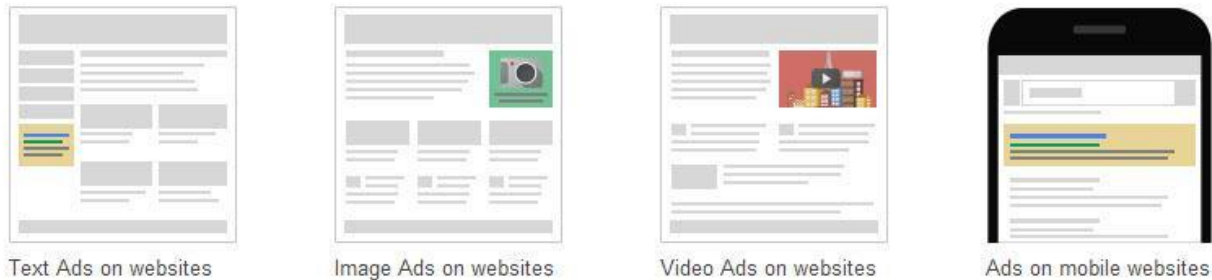 Text Ads on websites
Image Ads on websites
Video Ads on websites
Ads on mobile websites